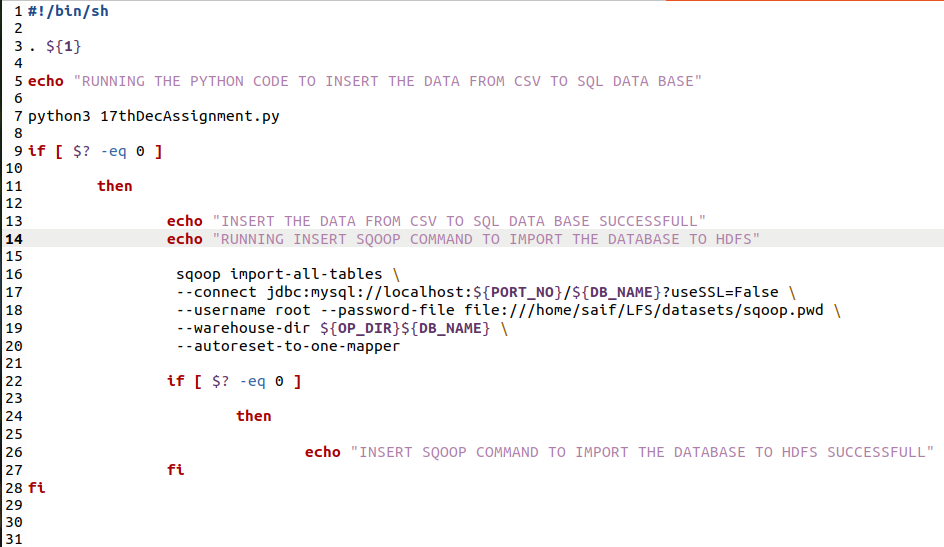 1 #!/bin/sh
2
3 . ${1}
4
5 echo "RUNNING THE PYTHON CODE TO INSERT THE DATA FROM CSV TO SQL DATA BASE"
6
7 python3 17thDecAssignment.py
8
9 if [ $? -eq 0 ]
10
11 then
12
13 echo "INSERT THE DATA FROM CSV TO SQL DATA BASE SUCCESSFULL"
14 echo "RUNNING INSERT SQOOP COMMAND TO IMPORT THE DATABASE TO HDFS"
15
16 sqoop import-all-tables \
17 --connect jdbc:mysql://localhost:${PORT_NO}/${DB_NAME}?useSSL=False \
18 --username root --password-file file:///home/saif/LFS/datasets/sqoop.pwd \
19 --warehouse-dir ${OP_DIR}${DB_NAME} \
20 --autoreset-to-one-mapper
21
22 if [ $? -eq 0 ]
23
24 then
25
26 echo "INSERT SQOOP COMMAND TO IMPORT THE DATABASE TO HDFS SUCCESSFULL"
27 fi
28 fi
29
30
31